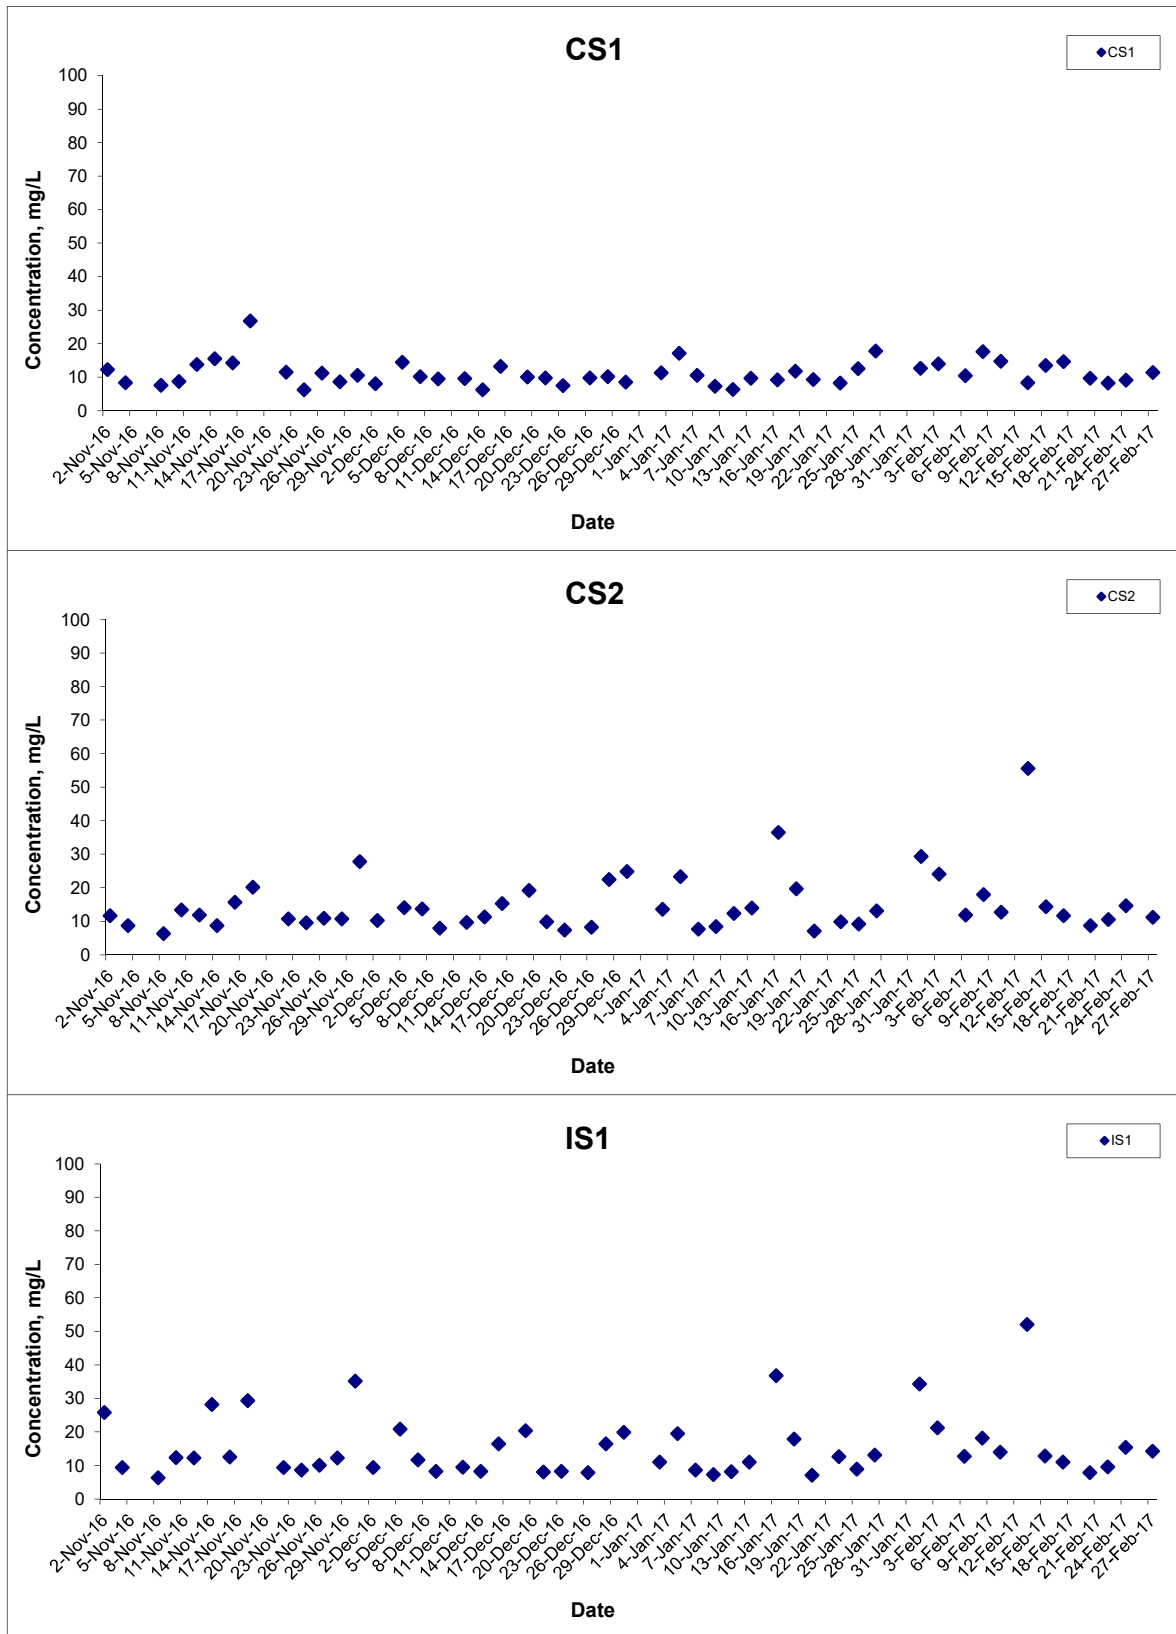 CS1
CS1
100
90
80
70
60
50
40
30
20
10
0
Concentration, mg/L
2-Nov-16 5-Nov-16 8-Nov-16 11-Nov-16 14-Nov-16 17-Nov-16 20-Nov-16 23-Nov-16 26-Nov-16 29-Nov-16 2-Dec-16 5-Dec-16 8-Dec-16 11-Dec-16 14-Dec-16 17-Dec-16 20-Dec-16 23-Dec-16 26-Dec-16 29-Dec-16 1-Jan-17 4-Jan-17 7-Jan-17 10-Jan-17 13-Jan-17 16-Jan-17 19-Jan-17 22-Jan-17 25-Jan-17 28-Jan-17 31-Jan-17 3-Feb-17 6-Feb-17 9-Feb-17 12-Feb-17 15-Feb-17 18-Feb-17 21-Feb-17 24-Feb-17 27-Feb-17
Date
CS2
CS2
100
90
80
70
60
50
40
30
20
10
0
Concentration, mg/L
2-Nov-16 5-Nov-16 8-Nov-16 11-Nov-16 14-Nov-16 17-Nov-16 20-Nov-16 23-Nov-16 26-Nov-16 29-Nov-16 2-Dec-16 5-Dec-16 8-Dec-16 11-Dec-16 14-Dec-16 17-Dec-16 20-Dec-16 23-Dec-16 26-Dec-16 29-Dec-16 1-Jan-17 4-Jan-17 7-Jan-17 10-Jan-17 13-Jan-17 16-Jan-17 19-Jan-17 22-Jan-17 25-Jan-17 28-Jan-17 31-Jan-17 3-Feb-17 6-Feb-17 9-Feb-17 12-Feb-17 15-Feb-17 18-Feb-17 21-Feb-17 24-Feb-17 27-Feb-17
Date
IS1
IS1
100
90
80
70
60
50
40
30
20
10
0
Concentration, mg/L
2-Nov-16 5-Nov-16 8-Nov-16 11-Nov-16 14-Nov-16 17-Nov-16 20-Nov-16 23-Nov-16 26-Nov-16 29-Nov-16 2-Dec-16 5-Dec-16 8-Dec-16 11-Dec-16 14-Dec-16 17-Dec-16 20-Dec-16 23-Dec-16 26-Dec-16 29-Dec-16 1-Jan-17 4-Jan-17 7-Jan-17 10-Jan-17 13-Jan-17 16-Jan-17 19-Jan-17 22-Jan-17 25-Jan-17 28-Jan-17 31-Jan-17 3-Feb-17 6-Feb-17 9-Feb-17 12-Feb-17 15-Feb-17 18-Feb-17 21-Feb-17 24-Feb-17 27-Feb-17
Date